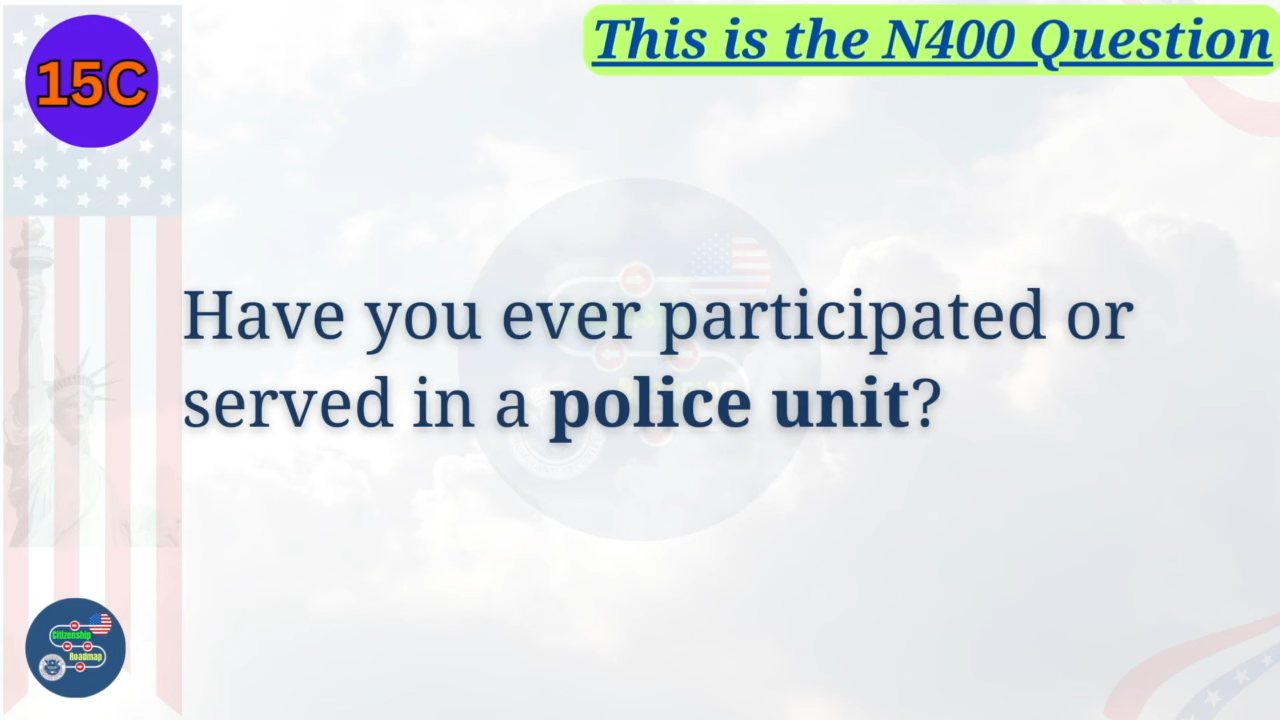 15C
This is the N400 Question
Have you ever participated or
served in a police unit?
Citizenship
Roadmap